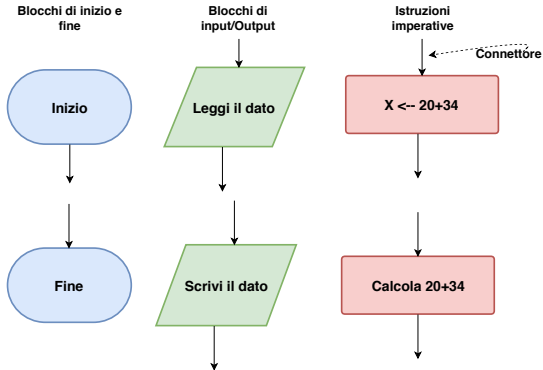 Blocchi di inizio e
fine
Blocchi di
input/Output
Istruzioni
imperative
Connettore
Inizio
Leggi il dato
X <-- 20+34
Fine
Scrivi il dato
Calcola 20+34